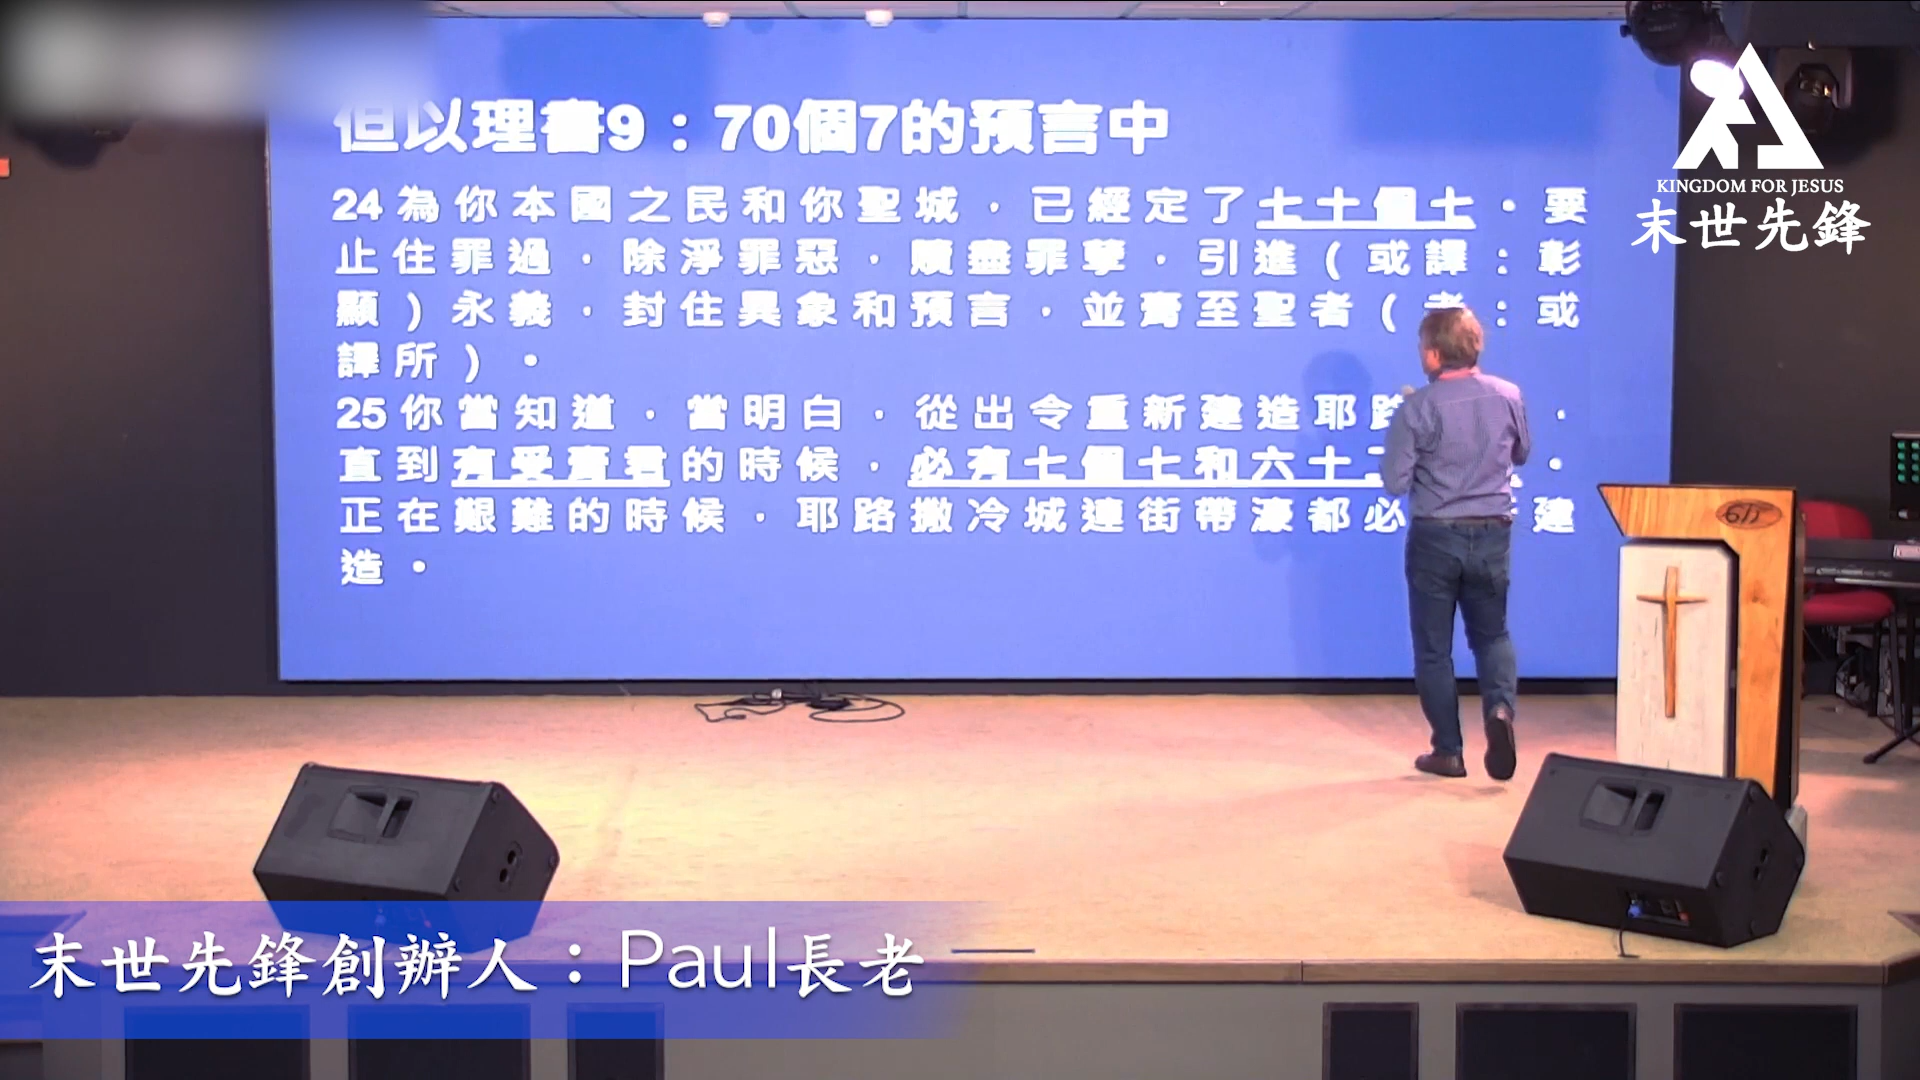 但以理書9：70個7的預言中
24為你本國之民和你聖城，已經定了七十個七。要
止住罪過，除淨罪惡，贖盡罪孽，引進（或譯：彰
顯）永義，封住異象和預言，並膏至聖者（者：或
譯所）。
25你當知道，當明白，從出令重新建造耶路
直到有受膏君的時候，必有七個七和六十
正在艱難的時候，耶路撒冷城連街帶濠都必 建
造。
KINGDOM FOR JESUS
末世先鋒
611
末世先鋒創辦人：Paul長老